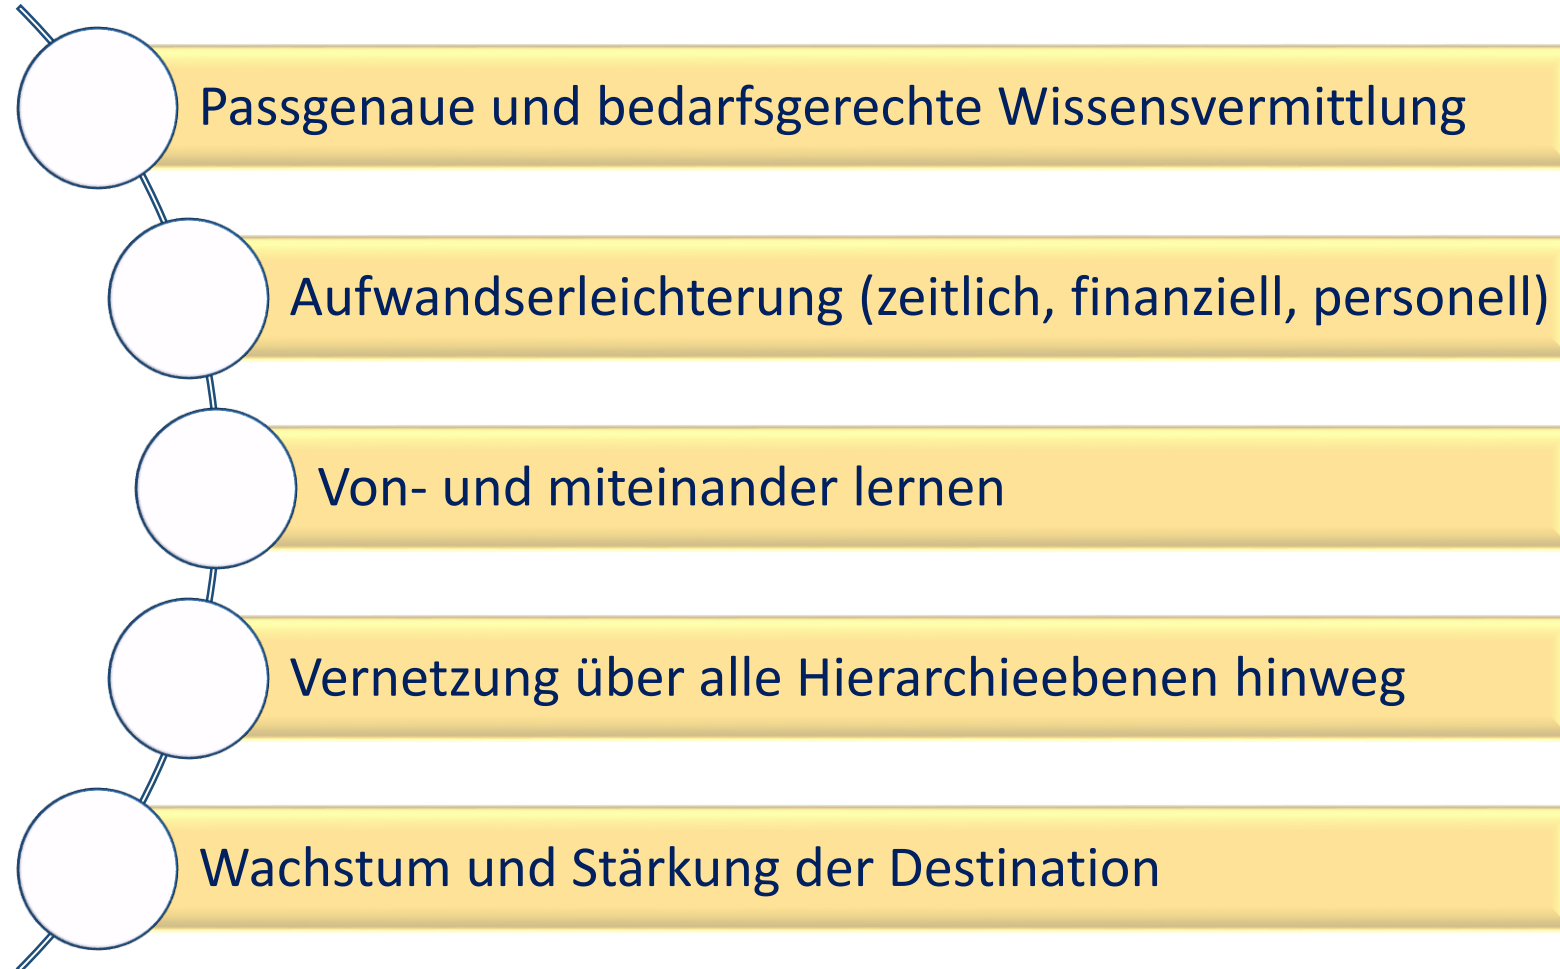 Passgenaue und bedarfsgerechte Wissensvermittlung
Aufwandserleichterung (zeitlich, finanziell, personell)
Von- und miteinander lernen
Vernetzung über alle Hierarchieebenen hinweg
Wachstum und Stärkung der Destination